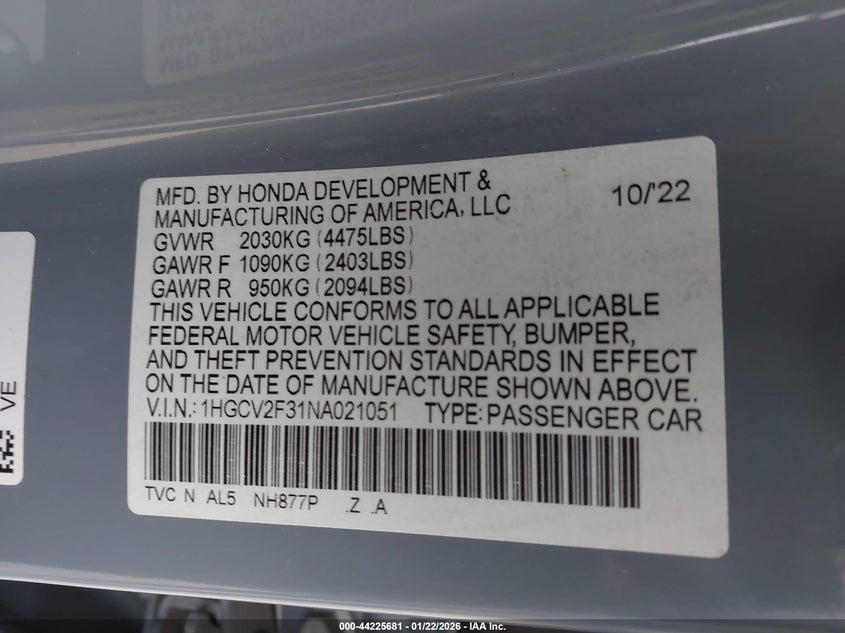 MFD. BY HONDA DEVELOPMENT &
MANUFACTURING OF AMERICA, LLC 10/'22
GVWR 2030KG (4475LBS)
GAWR F 1090KG (2403LBS)
GAWR R 950KG (2094LBS)
THIS VEHICLE CONFORMS TO ALL APPLICABLE
FEDERAL MOTOR VEHICLE SAFETY, BUMPER,
AND THEFT PREVENTION STANDARDS IN EFFECT
ON THE DATE OF MANUFACTURE SHOWN ABOVE.
V.I.N.: 1HGCV2F31NA021051 TYPE: PASSENGER CAR
TVC N AL5 NH877P .Z .A
VE
000-44225681 - 01/22/2026 - IAA Inc.